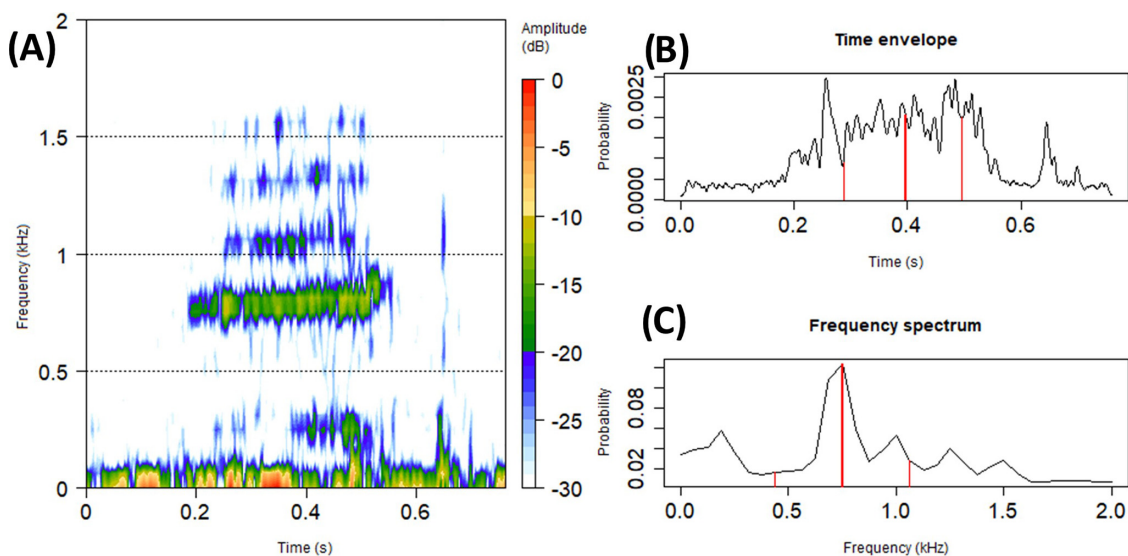 (A)
2
1.5
1
0.5
0
Frequency (kHz)
0 0.2 0.4 0.6
Time (s)
Amplitude
(dB)
0
-5
-10
-15
-20
-25
-30
(B)
Time envelope
Probability
0.0025
0.0000
0.0 0.2 0.4 0.6
Time (s)
(C)
Frequency spectrum
Probability
0.08
0.02
0.0 0.5 1.0 1.5 2.0
Frequency (kHz)